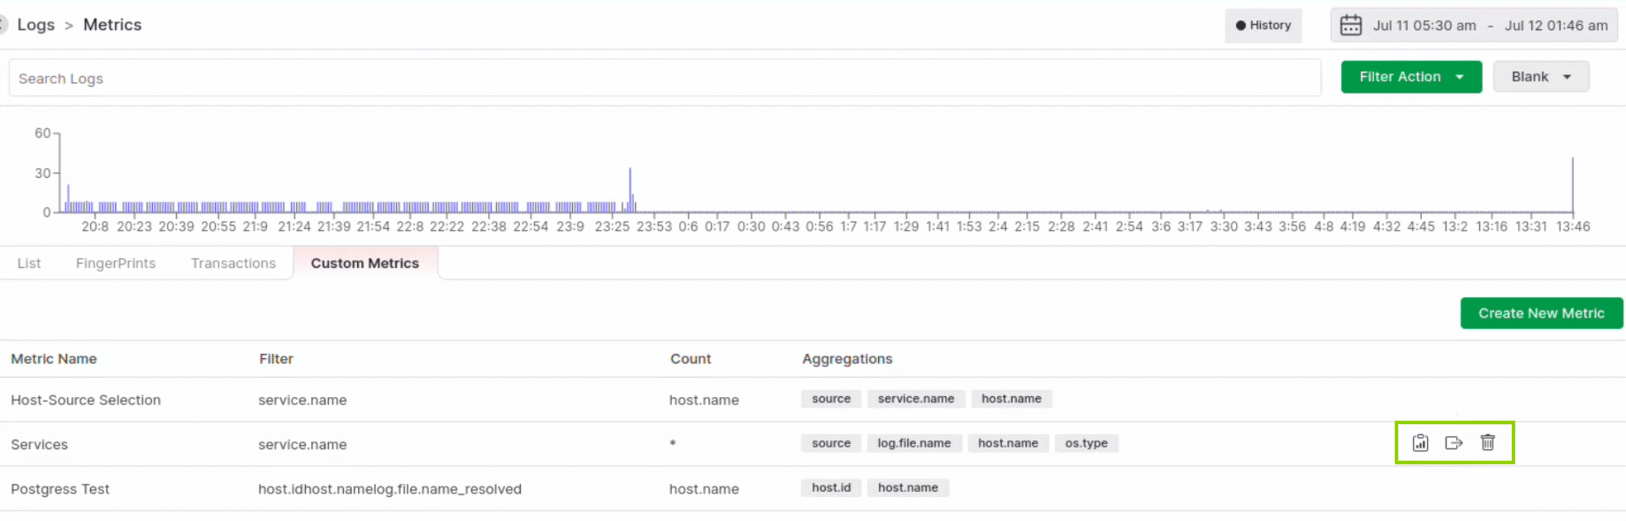 Logs > Metrics
History
Jul 11 05:30 am - Jul 12 01:46 am
Search Logs
Filter Action
Blank
60
30
0
20:8 20:23 20:39 20:55 21:9 21:24 21:39 21:54 22:8 22:22 22:38 22:54 23:9 23:25 23:53 0:6 0:17 0:30 0:43 0:56 1:7 1:17 1:29 1:41 1:53 2:4 2:15 2:28 2:41 2:54 3:6 3:17 3:30 3:43 3:56 4:8 4:19 4:32 4:45 13:2 13:16 13:31 13:46
List FingerPrints Transactions Custom Metrics
Create New Metric
Metric Name Filter Count Aggregations
Host-Source Selection service.name host.name source service.name host.name
Services service.name * source log.file.name host.name os.type
Postgress Test host.idhost.namelog.file.name_resolved host.name host.id host.name